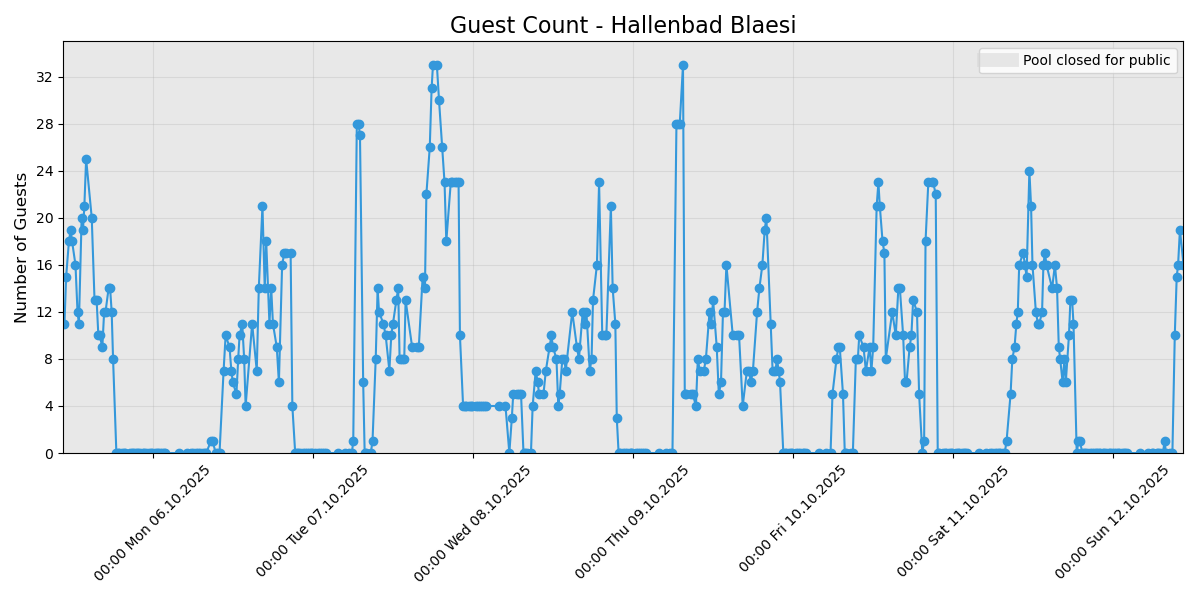 Guest Count - Hallenbad Blaesi
Pool closed for public
Number of Guests
32
28
24
20
16
12
8
4
0
00:00 Mon 06.10.2025
00:00 Tue 07.10.2025
00:00 Wed 08.10.2025
00:00 Thu 09.10.2025
00:00 Fri 10.10.2025
00:00 Sat 11.10.2025
00:00 Sun 12.10.2025